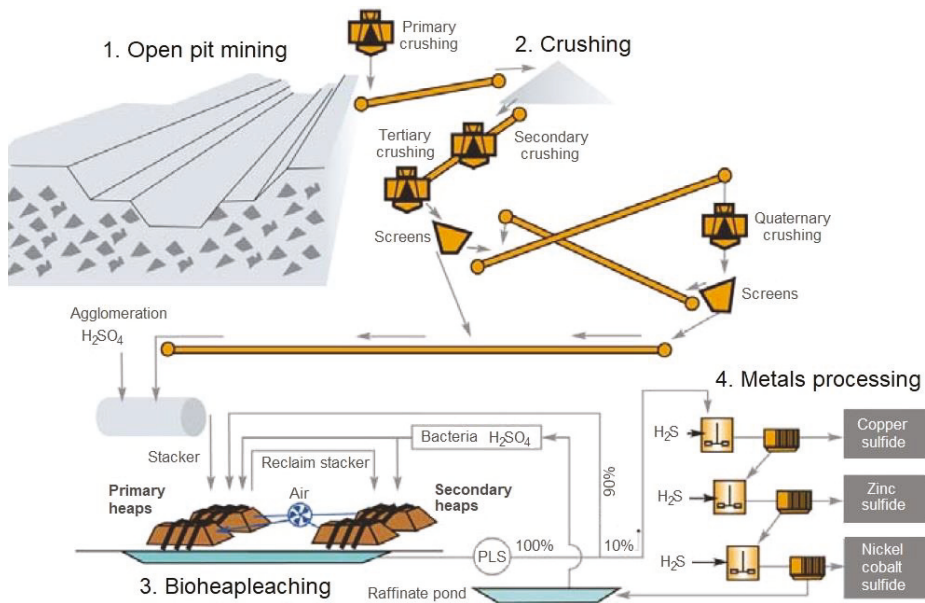 1. Open pit mining
Primary
crushing
2. Crushing
Tertiary
crushing
Secondary
crushing
Screens
Quaternary
crushing
Screens
Agglomeration
H₂SO₄
Stacker
Reclaim stacker
Bacteria H₂SO₄
Primary
heaps
Air
Secondary
heaps
PLS
100%
90%
10%
3. Bioheapleaching
Raffinate pond
4. Metals processing
H₂S
Copper
sulfide
H₂S
Zinc
sulfide
H₂S
Nickel
cobalt
sulfide